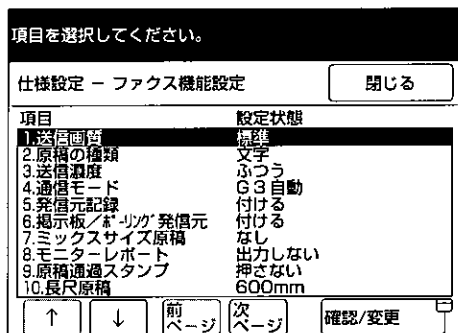 項目を選択してください。
仕様設定 － ファクス機能設定 閉じる
項目 設定状態
1.送信画質 標準
2.原稿の種類 文字
3.送信濃度 ふつう
4.通信モード G3自動
5.発信元記録 付ける
6.掲示板／ﾎﾟｰﾘﾝｸﾞ発信元 付ける
7.ミックスサイズ原稿 なし
8.モニターレポート 出力しない
9.原稿通過スタンプ 押さない
10.長尺原稿 600mm
↑ ↓ 前ページ 次ページ 確認/変更